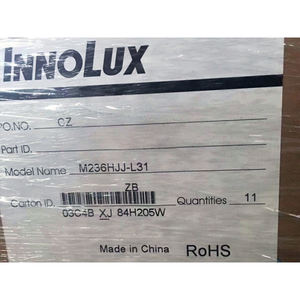 INNOLUX
P.O.NO. CZ
Part ID.
Model Name M236HJJ-L31
ZB
Carton ID. Quantities 11
03C4B XJ 84H205W
Made in China RoHS